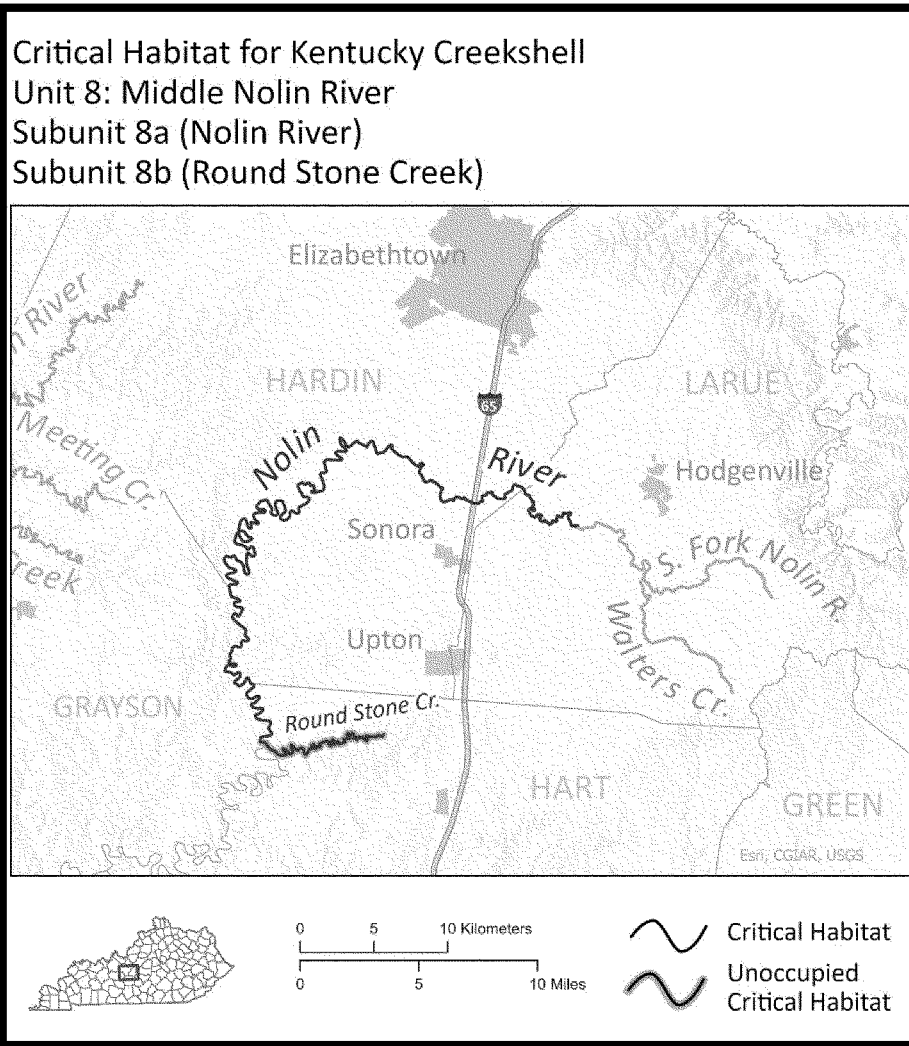 Critical Habitat for Kentucky Creekshell
Unit 8: Middle Nolin River
Subunit 8a (Nolin River)
Subunit 8b (Round Stone Creek)
Elizabethtown
n River
HARDIN
LARUE
65
Meeting Cr.
Nolin River
Hodgenville
Sonora
reek
S. Fork Nolin R.
Upton
Walters Cr.
GRAYSON
Round Stone Cr.
HART
GREEN
Esri, CGIAR, USGS
0 5 10 Kilometers
0 5 10 Miles
Critical Habitat
Unoccupied
Critical Habitat